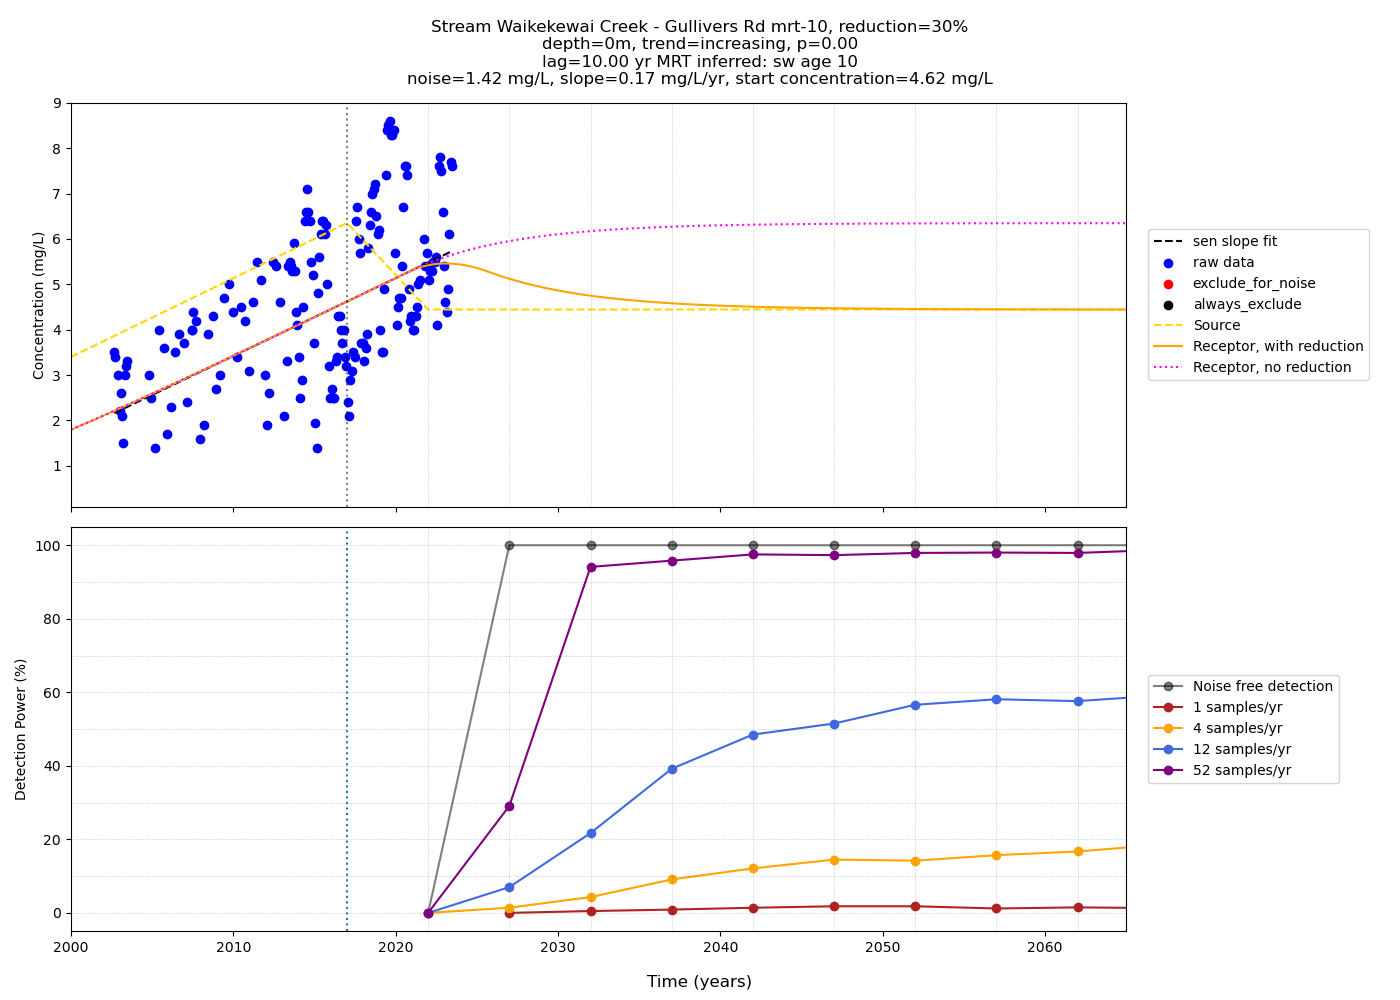 Stream Waikekewai Creek - Gullivers Rd mrt-10, reduction=30%
depth=0m, trend=increasing, p=0.00
lag=10.00 yr MRT inferred: sw age 10
noise=1.42 mg/L, slope=0.17 mg/L/yr, start concentration=4.62 mg/L
Concentration (mg/L)
9
8
7
6
5
4
3
2
1
sen slope fit
raw data
exclude_for_noise
always_exclude
Source
Receptor, with reduction
Receptor, no reduction
Detection Power (%)
100
80
60
40
20
0
Noise free detection
1 samples/yr
4 samples/yr
12 samples/yr
52 samples/yr
2000 2010 2020 2030 2040 2050 2060
Time (years)